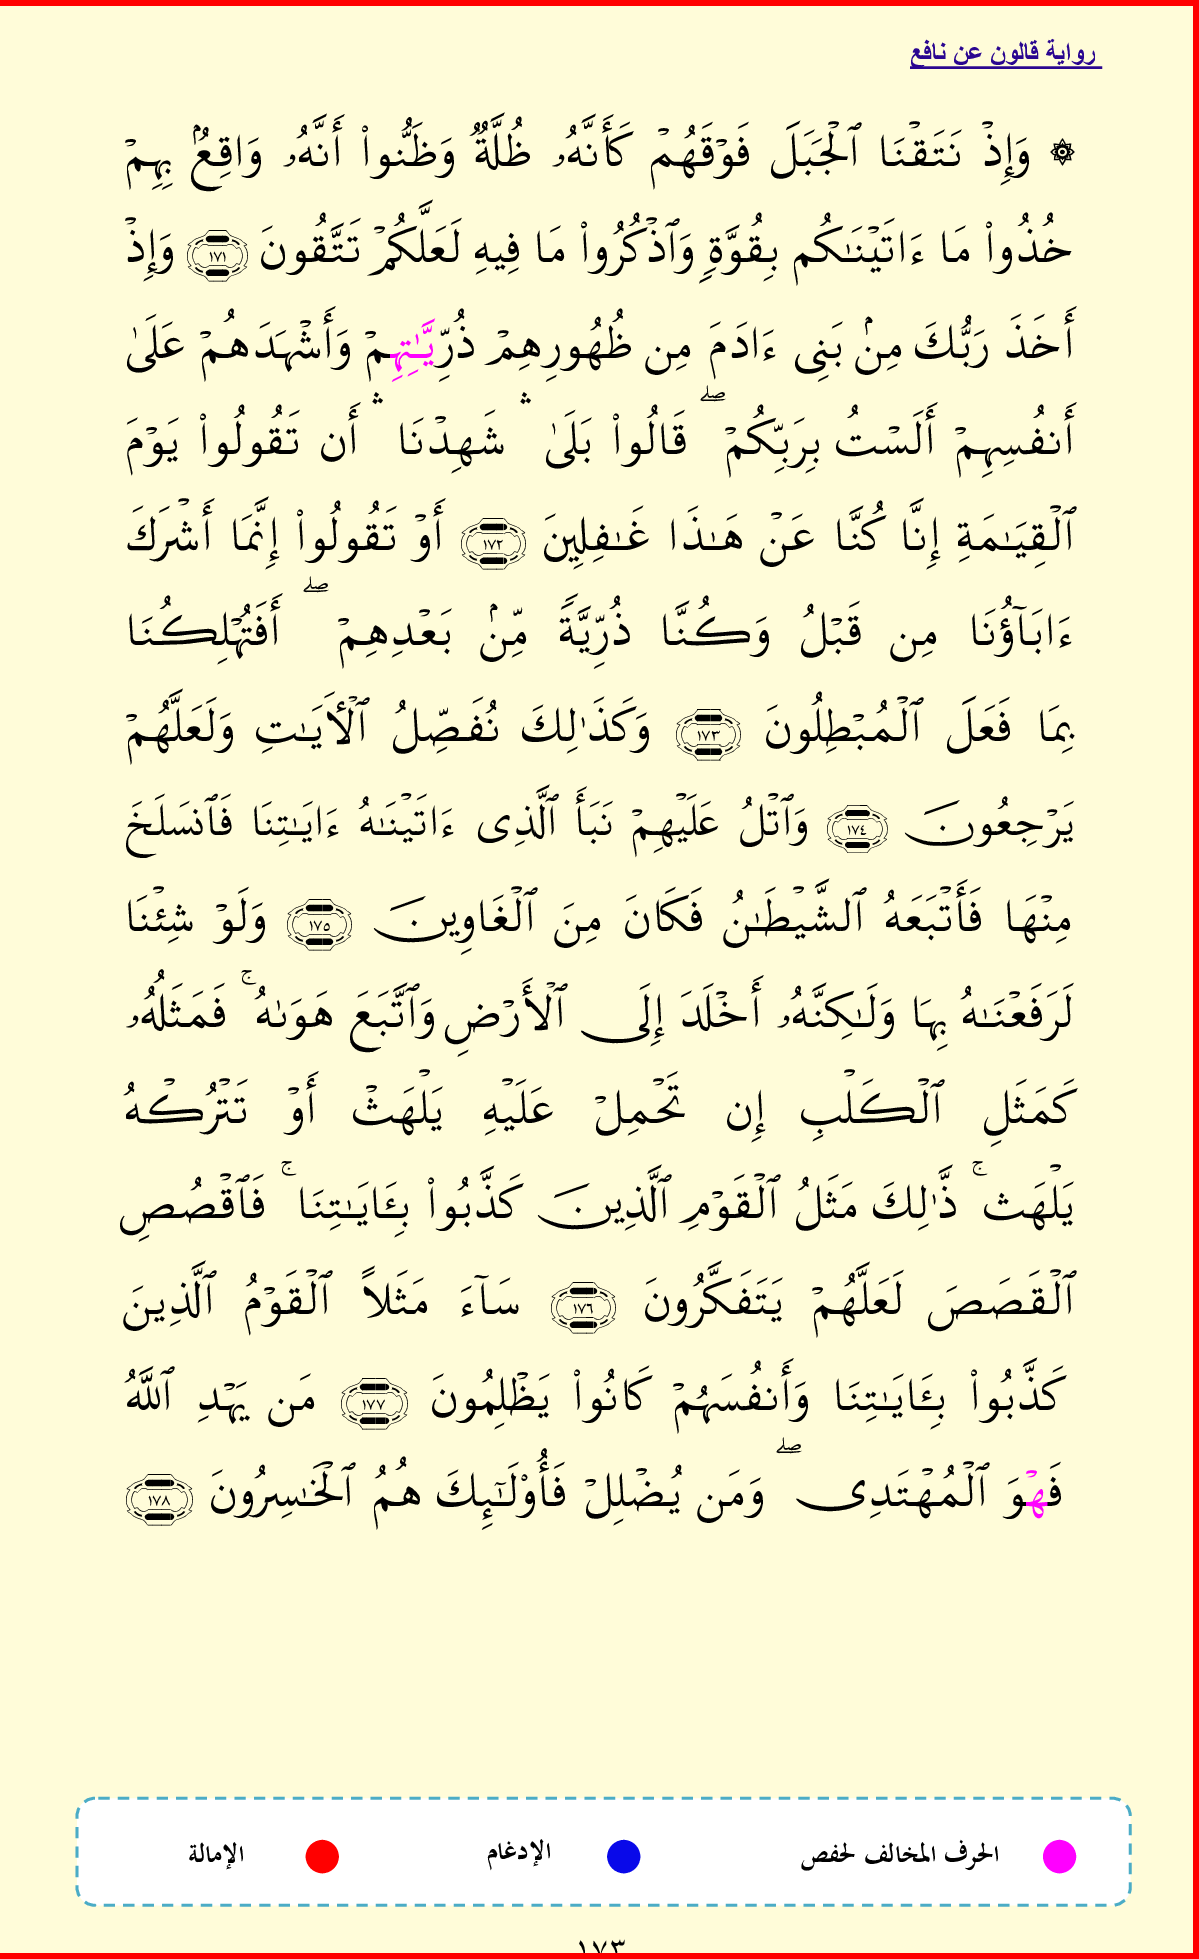 رواية قالون عن نافع
۞ وَإِذۡ نَتَقۡنَا ٱلۡجَبَلَ فَوۡقَهُمۡ كَأَنَّهُۥ ظُلَّةٞ وَظَنُّواْ أَنَّهُۥ وَاقِعُۢ بِهِمۡ
خُذُواْ مَا ءَاتَيۡنَٰكُم بِقُوَّةٖ وَٱذۡكُرُواْ مَا فِيهِ لَعَلَّكُمۡ تَتَّقُونَ ١٧١ وَإِذۡ
أَخَذَ رَبُّكَ مِنۢ بَنِي ءَادَمَ مِن ظُهُورِهِمۡ ذُرِّيَّٰتِهِمۡ وَأَشۡهَدَهُمۡ عَلَىٰ
أَنفُسِهِمۡ أَلَسۡتُ بِرَبِّكُمۡۖ قَالُواْ بَلَىٰۛ شَهِدۡنَاۛ أَن تَقُولُواْ يَوۡمَ
ٱلۡقِيَٰمَةِ إِنَّا كُنَّا عَنۡ هَٰذَا غَٰفِلِينَ ١٧٢ أَوۡ تَقُولُواْ إِنَّمَا أَشۡرَكَ
ءَابَآؤُنَا مِن قَبۡلُ وَكُنَّا ذُرِّيَّةٗ مِّنۢ بَعۡدِهِمۡۖ أَفَتُهۡلِكُنَا
بِمَا فَعَلَ ٱلۡمُبۡطِلُونَ ١٧٣ وَكَذَٰلِكَ نُفَصِّلُ ٱلۡأٓيَٰتِ وَلَعَلَّهُمۡ
يَرۡجِعُونَ ١٧٤ وَٱتۡلُ عَلَيۡهِمۡ نَبَأَ ٱلَّذِي ءَاتَيۡنَٰهُ ءَايَٰتِنَا فَٱنسَلَخَ
مِنۡهَا فَأَتۡبَعَهُ ٱلشَّيۡطَٰنُ فَكَانَ مِنَ ٱلۡغَاوِينَ ١٧٥ وَلَوۡ شِئۡنَا
لَرَفَعۡنَٰهُ بِهَا وَلَٰكِنَّهُۥ أَخۡلَدَ إِلَى ٱلۡأَرۡضِ وَٱتَّبَعَ هَوَىٰهُۚ فَمَثَلُهُۥ
كَمَثَلِ ٱلۡكَلۡبِ إِن تَحۡمِلۡ عَلَيۡهِ يَلۡهَثۡ أَوۡ تَتۡرُكۡهُ
يَلۡهَثۚ ذَّٰلِكَ مَثَلُ ٱلۡقَوۡمِ ٱلَّذِينَ كَذَّبُواْ بِـَٔايَٰتِنَاۚ فَٱقۡصُصِ
ٱلۡقَصَصَ لَعَلَّهُمۡ يَتَفَكَّرُونَ ١٧٦ سَآءَ مَثَلًا ٱلۡقَوۡمُ ٱلَّذِينَ
كَذَّبُواْ بِـَٔايَٰتِنَا وَأَنفُسَهُمۡ كَانُواْ يَظۡلِمُونَ ١٧٧ مَن يَهۡدِ ٱللَّهُ
فَهۡوَ ٱلۡمُهۡتَدِيۖ وَمَن يُضۡلِلۡ فَأُوْلَٰٓئِكَ هُمُ ٱلۡخَٰسِرُونَ ١٧٨
الحرف المخالف لحفص الإدغام الإمالة
١٧٣